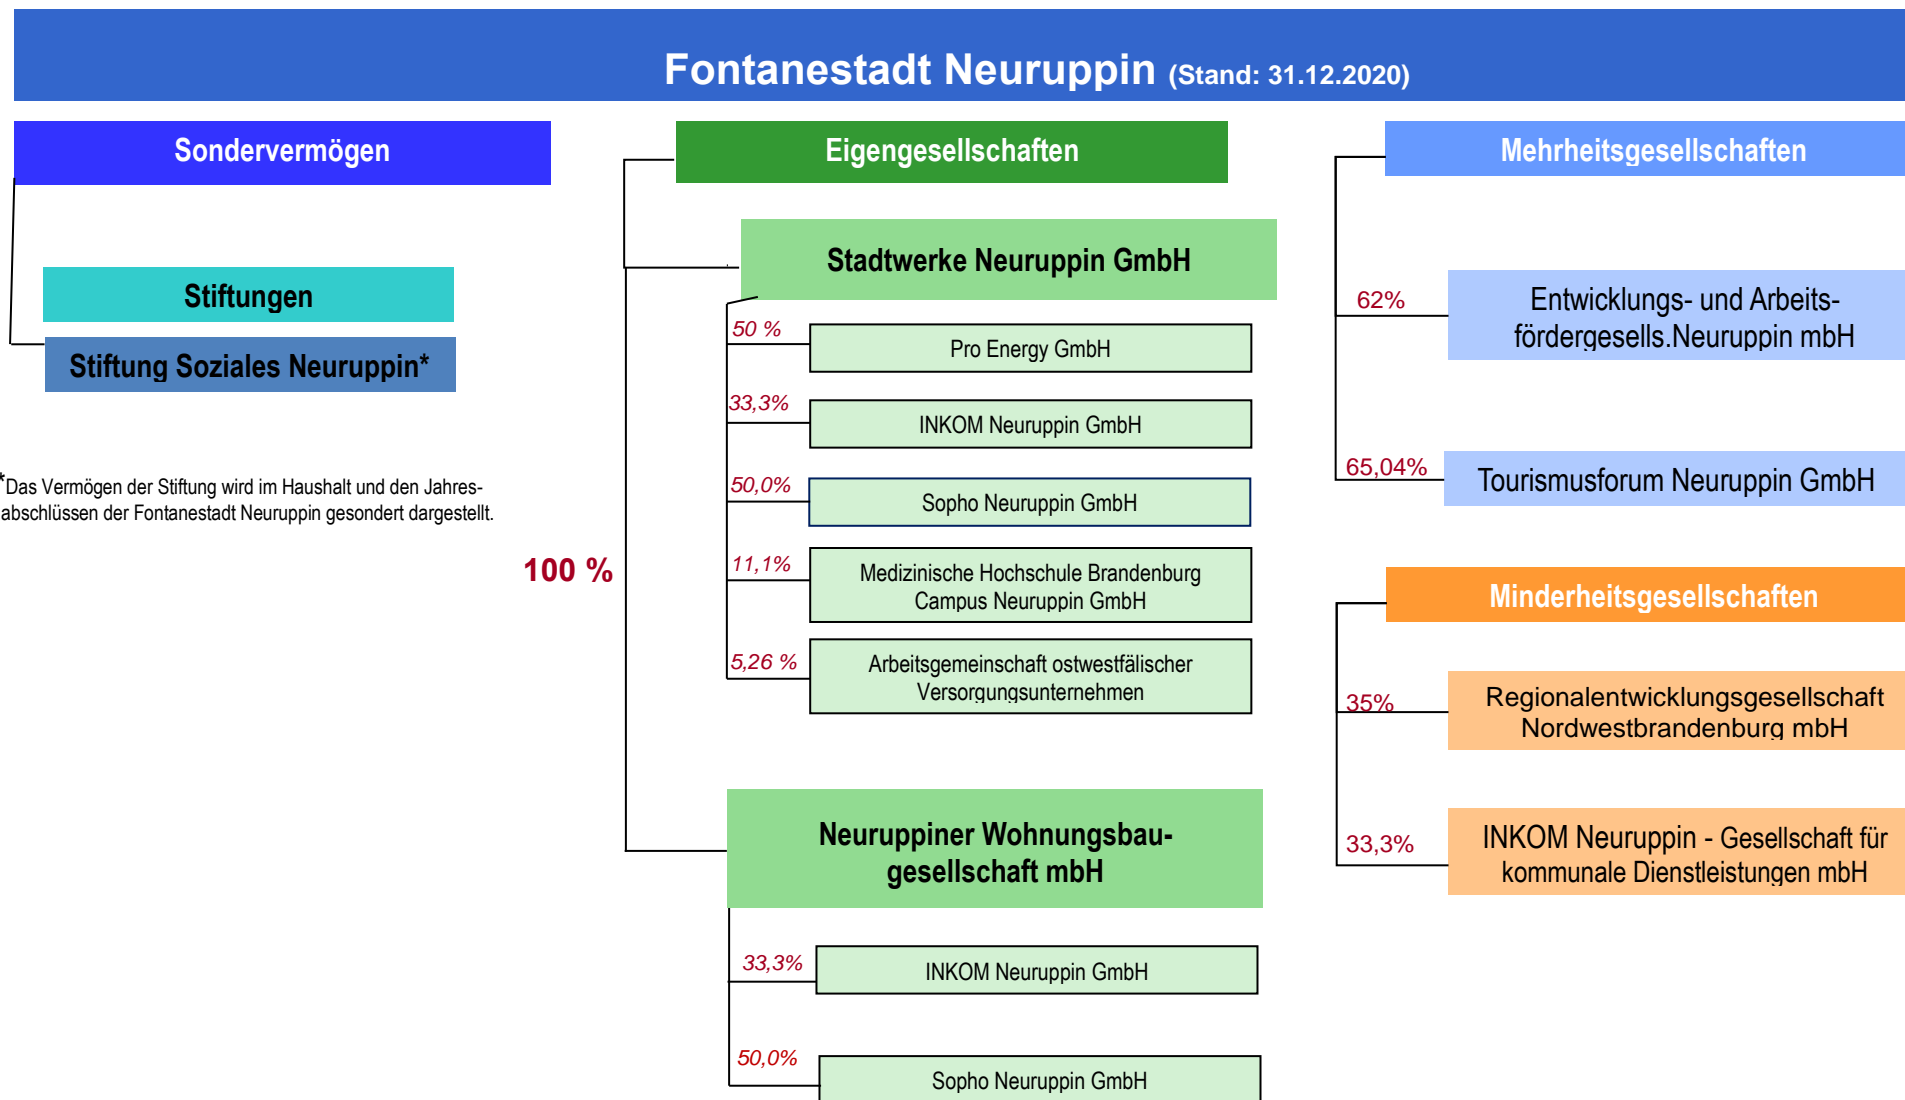 Fontanestadt Neuruppin (Stand: 31.12.2020)
Sondervermögen
Stiftungen
Stiftung Soziales Neuruppin*
*Das Vermögen der Stiftung wird im Haushalt und den Jahres-
abschlüssen der Fontanestadt Neuruppin gesondert dargestellt.
Eigengesellschaften
100 %
Stadtwerke Neuruppin GmbH
50 %
Pro Energy GmbH
33,3%
INKOM Neuruppin GmbH
50,0%
Sopho Neuruppin GmbH
11,1%
Medizinische Hochschule Brandenburg
Campus Neuruppin GmbH
5,26 %
Arbeitsgemeinschaft ostwestfälischer
Versorgungsunternehmen
Neuruppiner Wohnungsbau-
gesellschaft mbH
33,3%
INKOM Neuruppin GmbH
50,0%
Sopho Neuruppin GmbH
Mehrheitsgesellschaften
62%
Entwicklungs- und Arbeits-
fördergesells.Neuruppin mbH
65,04%
Tourismusforum Neuruppin GmbH
Minderheitsgesellschaften
35%
Regionalentwicklungsgesellschaft
Nordwestbrandenburg mbH
33,3%
INKOM Neuruppin - Gesellschaft für
kommunale Dienstleistungen mbH